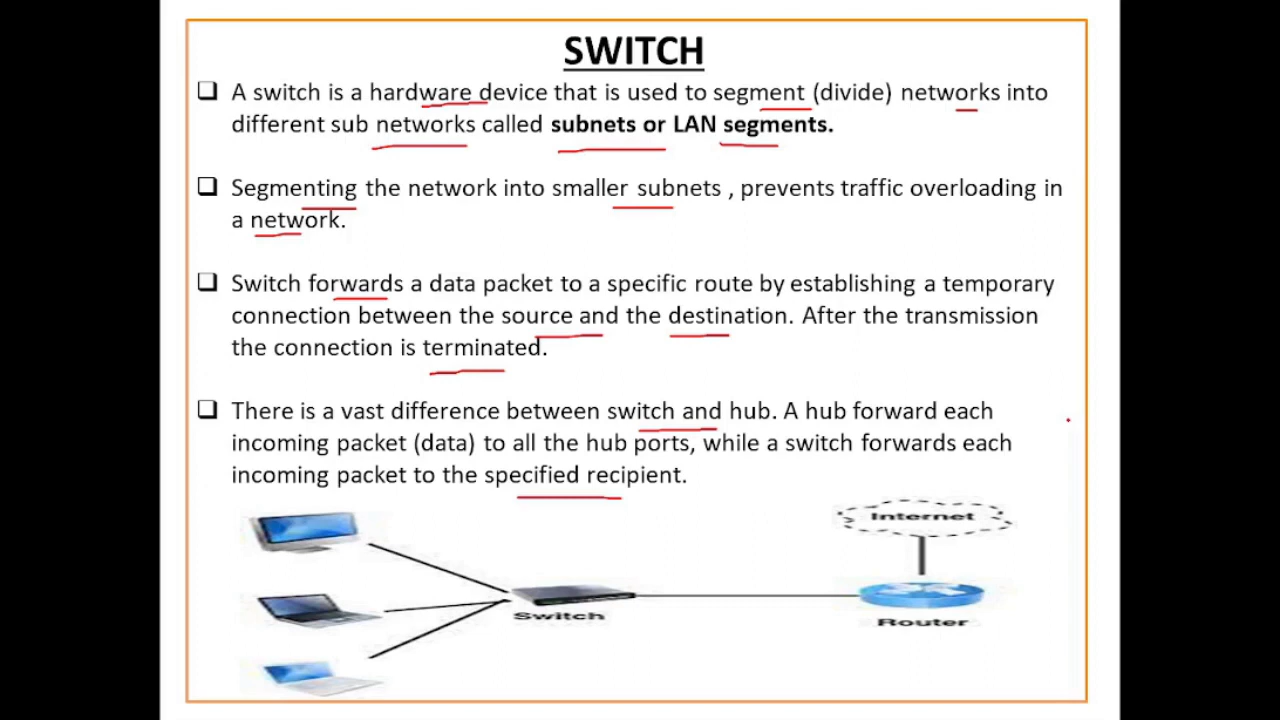 SWITCH
❑ A switch is a hardware device that is used to segment (divide) networks into
different sub networks called subnets or LAN segments.
❑ Segmenting the network into smaller subnets , prevents traffic overloading in
a network.
❑ Switch forwards a data packet to a specific route by establishing a temporary
connection between the source and the destination. After the transmission
the connection is terminated.
❑ There is a vast difference between switch and hub. A hub forward each
incoming packet (data) to all the hub ports, while a switch forwards each
incoming packet to the specified recipient.
Internet
Switch
Router